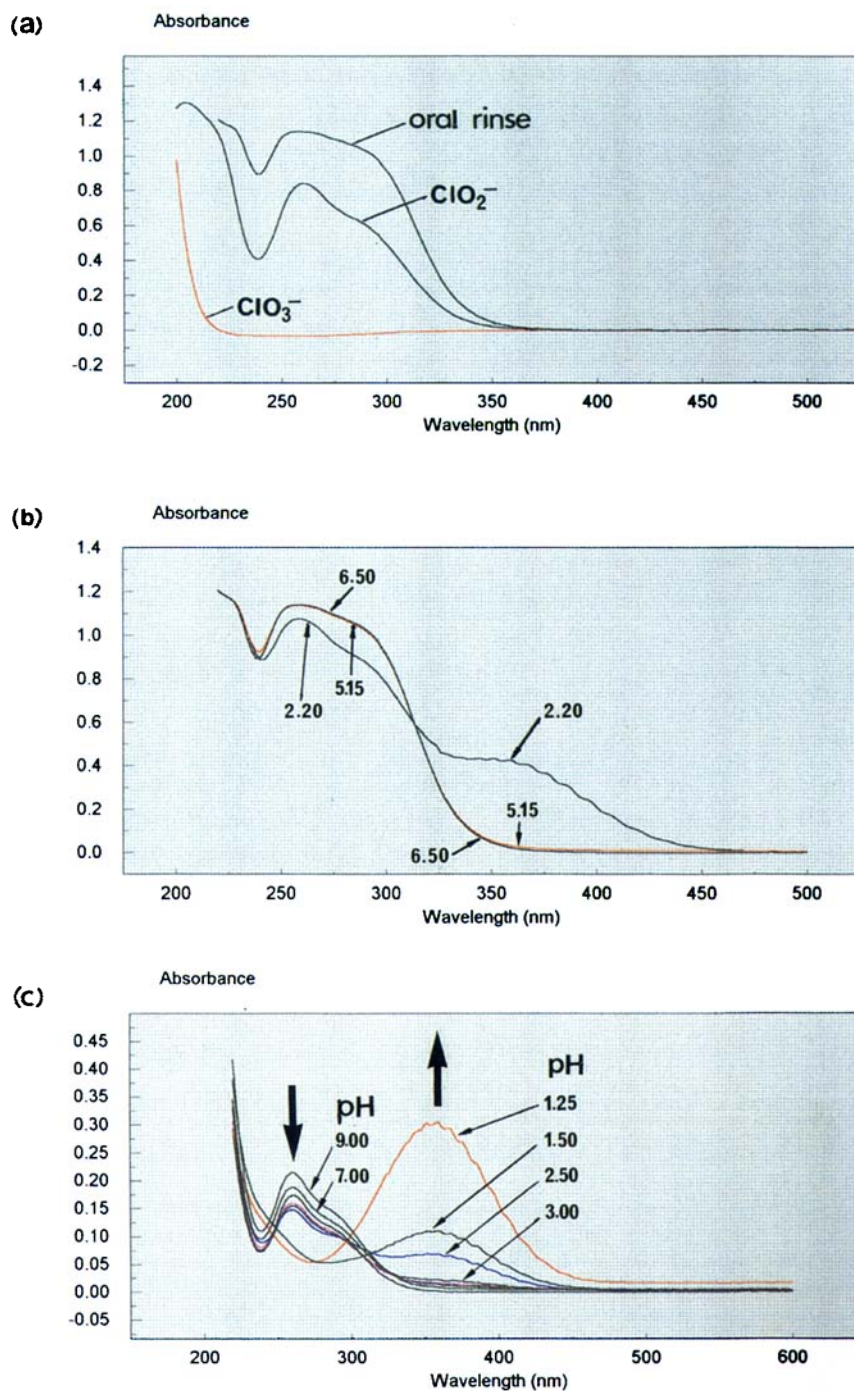 (a)
Absorbance
1.4
1.2
1.0
0.8
0.6
0.4
0.2
0.0
-0.2
oral rinse
ClO₂⁻
ClO₃⁻
200 250 300 350 400 450 500
Wavelength (nm)
(b)
Absorbance
1.4
1.2
1.0
0.8
0.6
0.4
0.2
0.0
6.50
5.15
2.20
2.20
5.15
6.50
200 250 300 350 400 450 500
Wavelength (nm)
(c)
Absorbance
0.45
0.40
0.35
0.30
0.25
0.20
0.15
0.10
0.05
0.00
-0.05
pH
9.00
7.00
pH
1.25
1.50
2.50
3.00
200 300 400 500 600
Wavelength (nm)